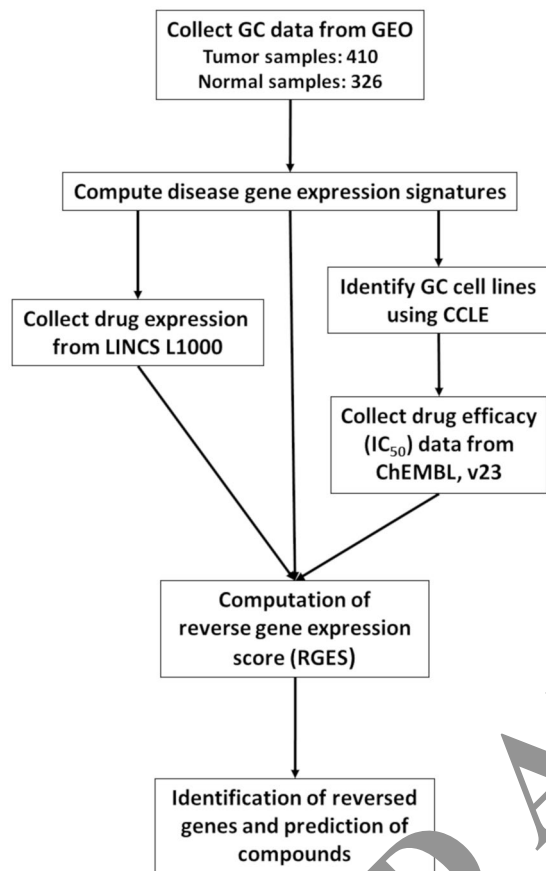 Collect GC data from GEO
Tumor samples: 410
Normal samples: 326
Compute disease gene expression signatures
Collect drug expression
from LINCS L1000
Identify GC cell lines
using CCLE
Collect drug efficacy
(IC₅₀) data from
ChEMBL, v23
Computation of
reverse gene expression
score (RGES)
Identification of reversed
genes and prediction of
compounds